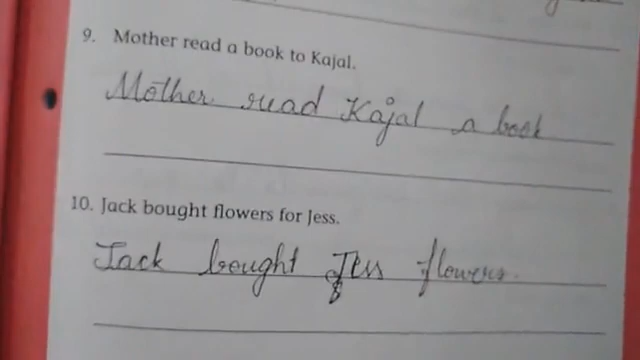 9. Mother read a book to Kajal.
Mother read Kajal a book
10. Jack bought flowers for Jess.
Jack bought Jess flowers.